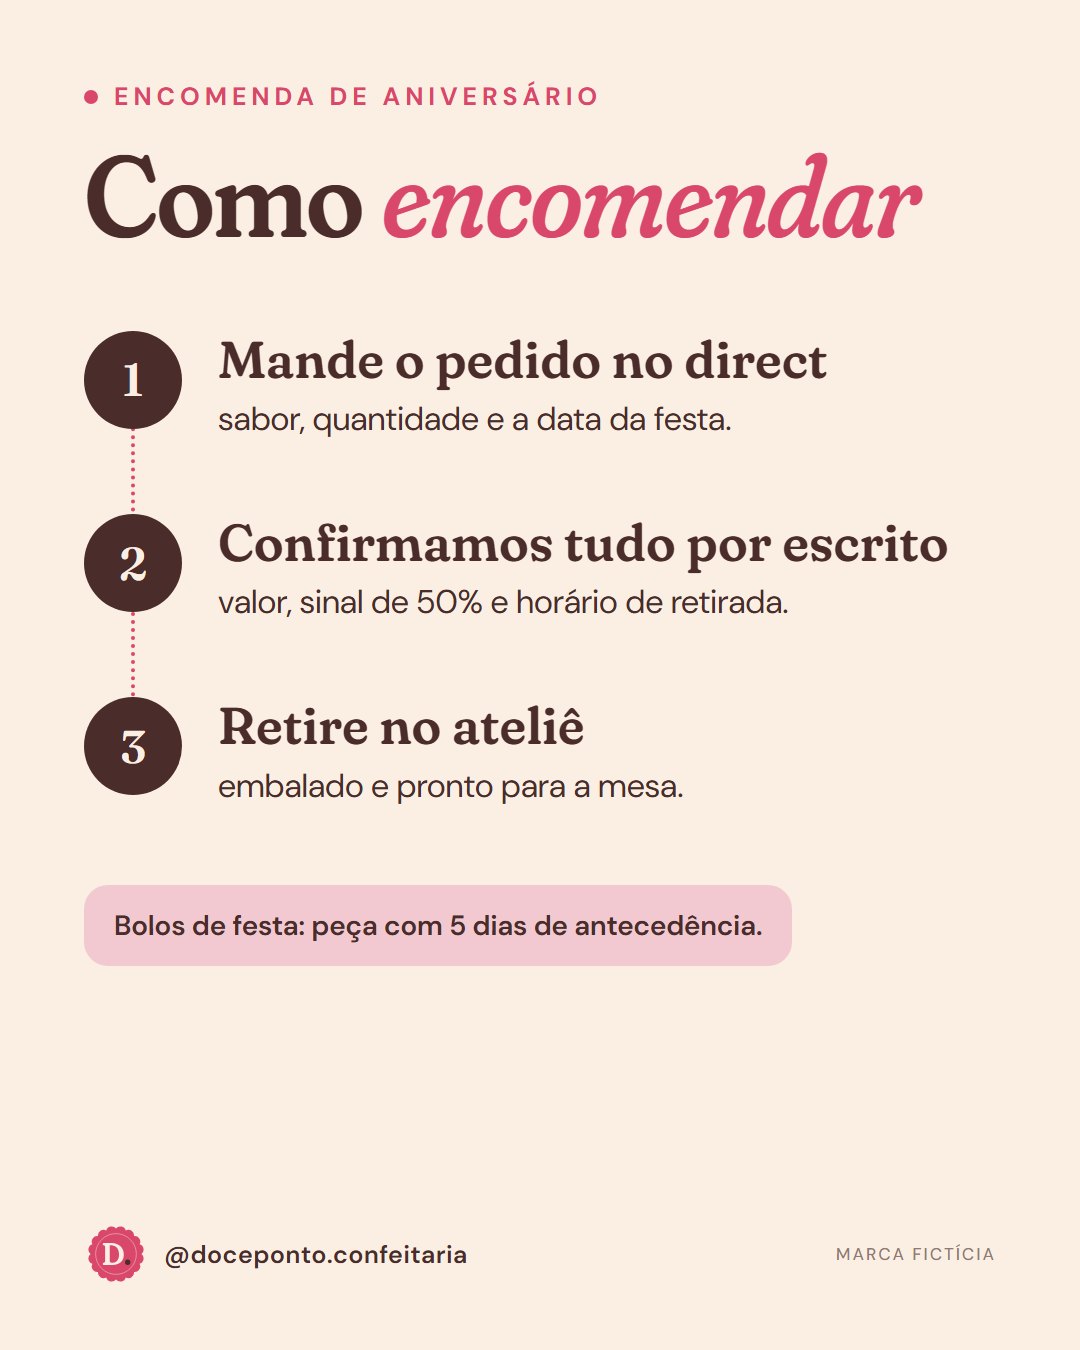 ENCOMENDA DE ANIVERSÁRIO
Como encomendar
1
Mande o pedido no direct
sabor, quantidade e a data da festa.
2
Confirmamos tudo por escrito
valor, sinal de 50% e horário de retirada.
3
Retire no ateliê
embalado e pronto para a mesa.
Bolos de festa: peça com 5 dias de antecedência.
D.
@doceponto.confeitaria
MARCA FICTÍCIA